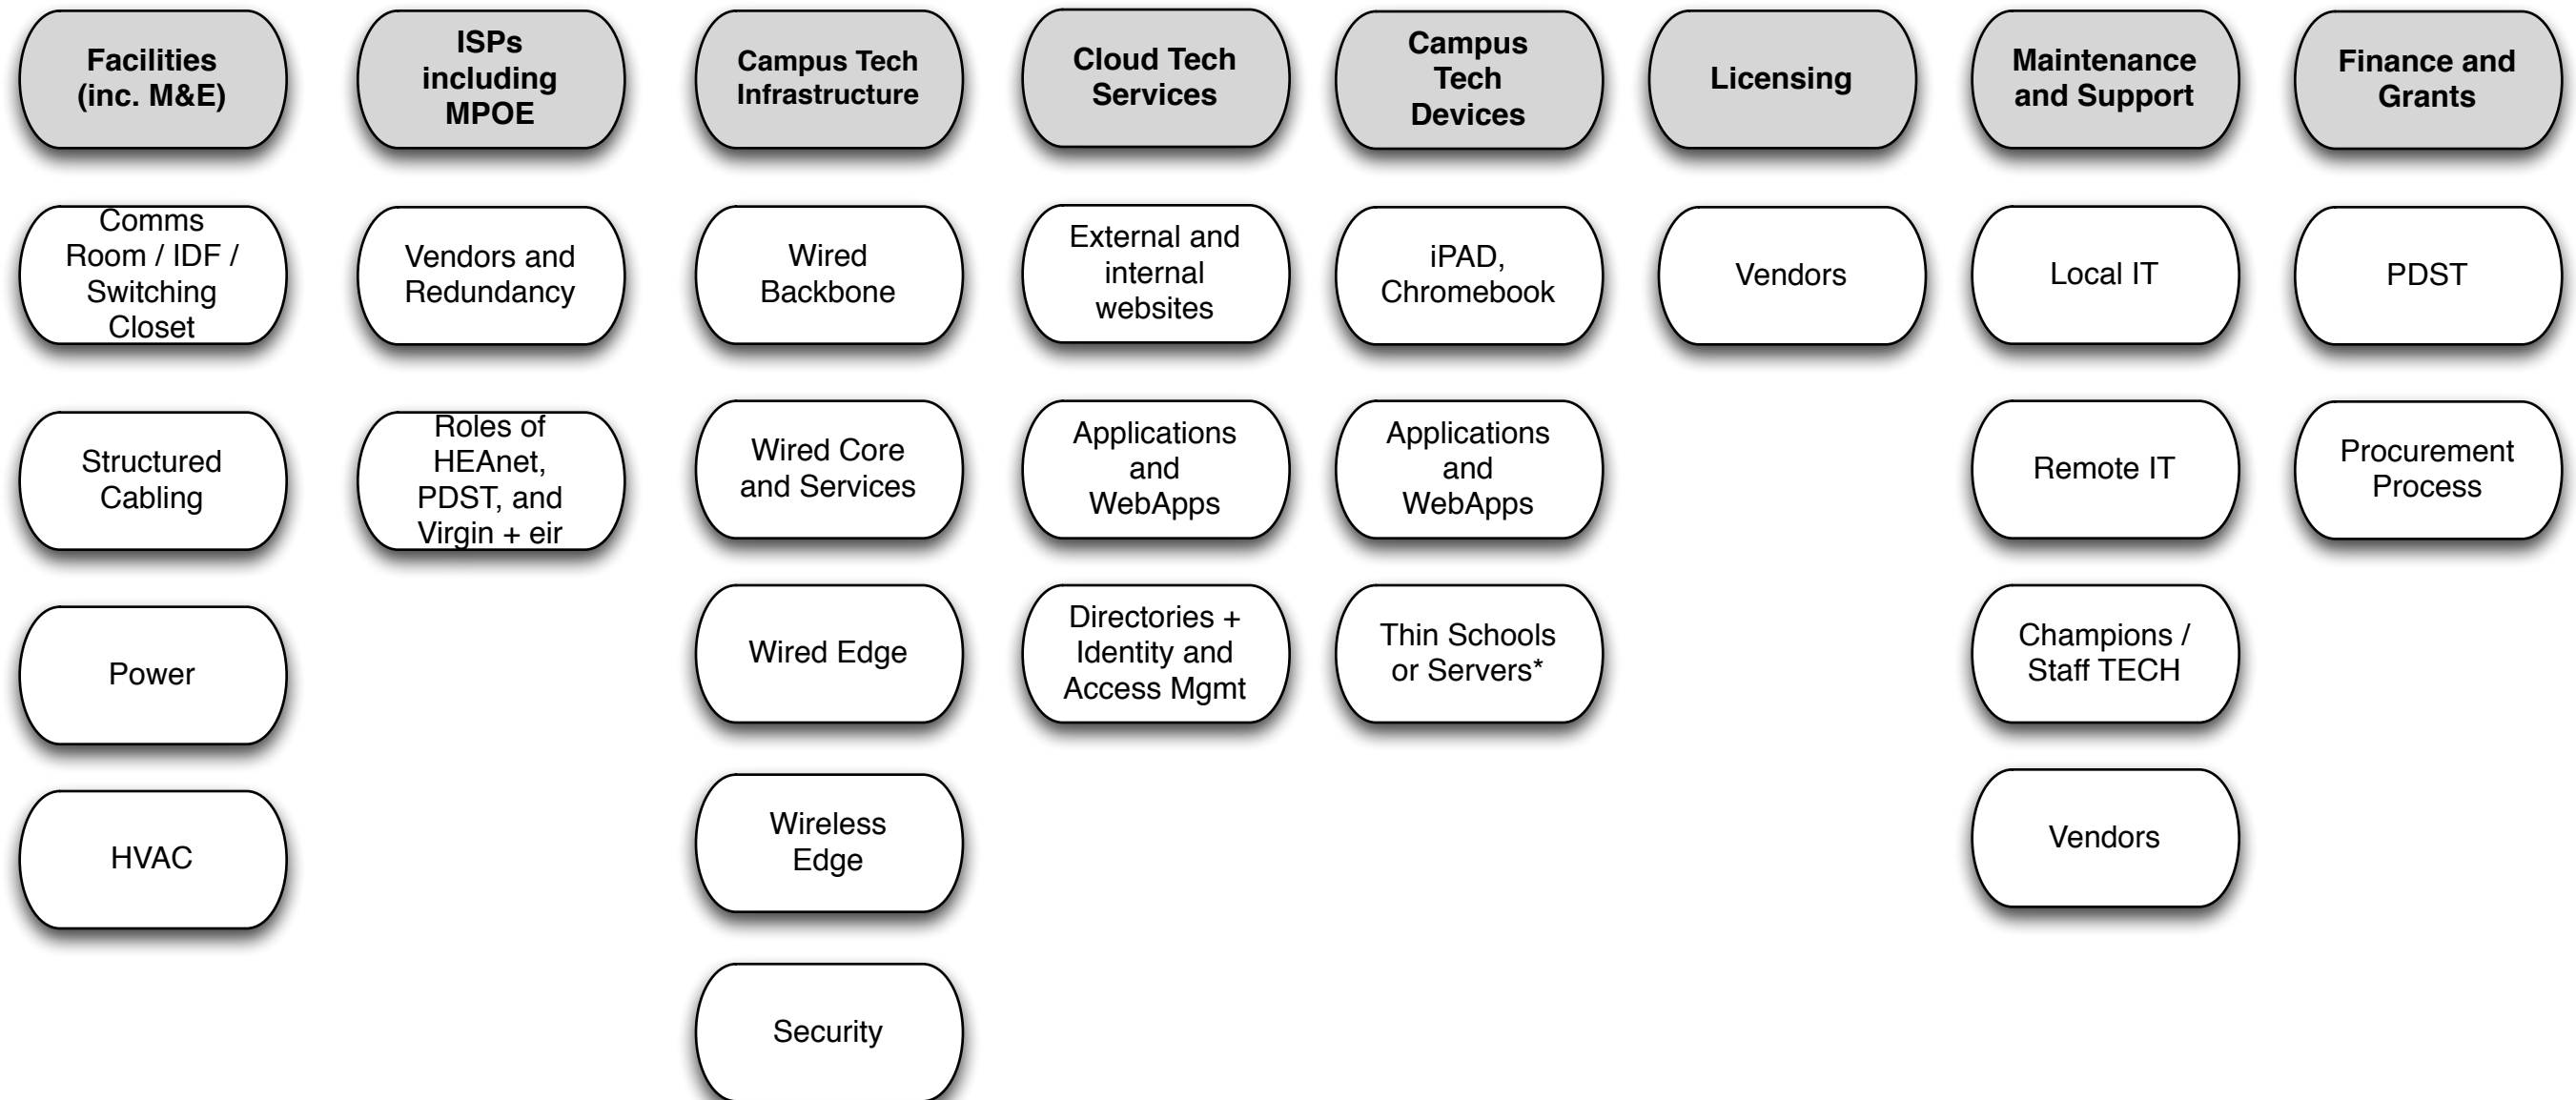 Facilities
(inc. M&E)
ISPs
including
MPOE
Campus Tech
Infrastructure
Cloud Tech
Services
Campus
Tech
Devices
Licensing
Maintenance
and Support
Finance and
Grants
Comms
Room / IDF /
Switching
Closet
Vendors and
Redundancy
Wired
Backbone
External and
internal
websites
iPAD,
Chromebook
Vendors
Local IT
PDST
Structured
Cabling
Roles of
HEAnet,
PDST, and
Virgin + eir
Wired Core
and Services
Applications
and
WebApps
Applications
and
WebApps
Remote IT
Procurement
Process
Power
Wired Edge
Directories +
Identity and
Access Mgmt
Thin Schools
or Servers*
Champions /
Staff TECH
HVAC
Wireless
Edge
Vendors
Security